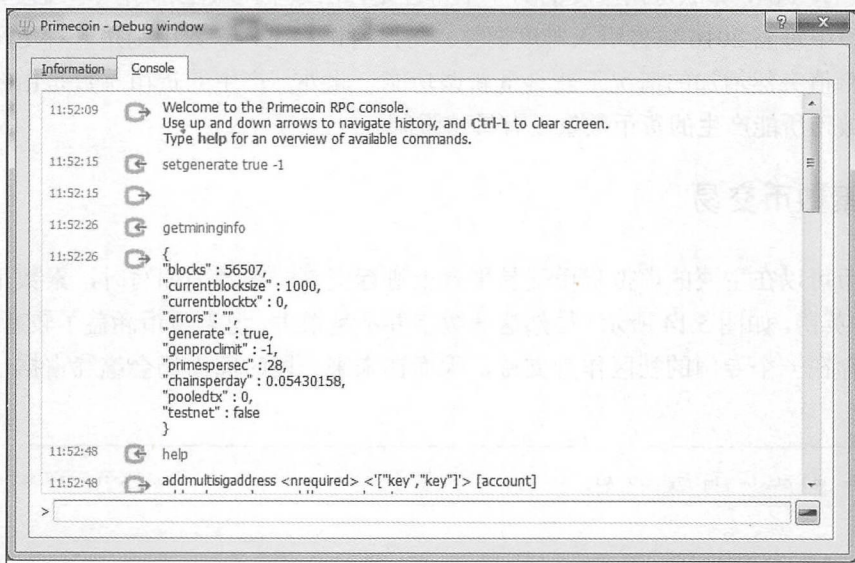 Primecoin - Debug window
Information Console
11:52:09 Welcome to the Primecoin RPC console.
Use up and down arrows to navigate history, and Ctrl-L to clear screen.
Type help for an overview of available commands.
11:52:15 setgenerate true -1
11:52:15
11:52:26 getmininginfo
11:52:26 {
"blocks" : 56507,
"currentblocksize" : 1000,
"currentblocktx" : 0,
"errors" : "",
"generate" : true,
"genproclimit" : -1,
"primespersec" : 28,
"chainsperday" : 0.05430158,
"pooledtx" : 0,
"testnet" : false
}
11:52:48 help
11:52:48 addmultisigaddress <nrequired> <'["key","key"]'> [account]
>